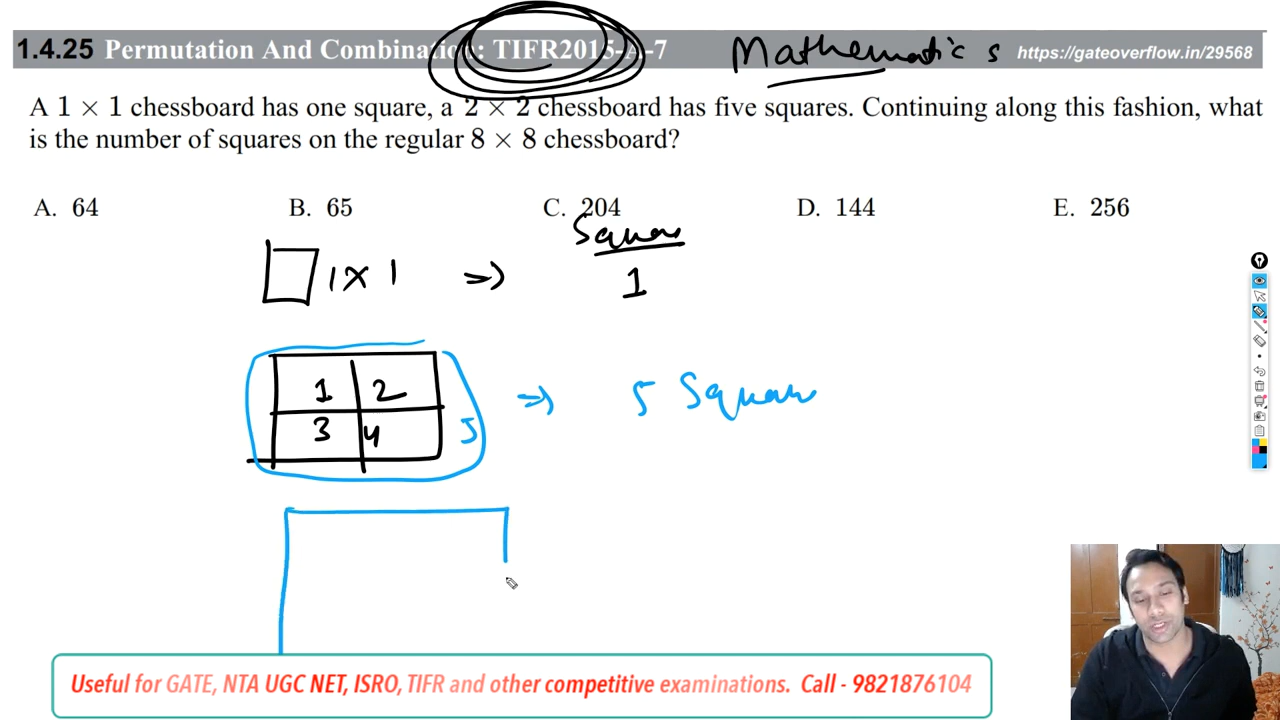 1.4.25 Permutation And Combination: TIFR2015-A-7
Mathematics
https://gateoverflow.in/29568
A 1 × 1 chessboard has one square, a 2 × 2 chessboard has five squares. Continuing along this fashion, what
is the number of squares on the regular 8 × 8 chessboard?
A. 64 B. 65 C. 204 D. 144 E. 256
Square
1 × 1 ⇒ 1
1 2
3 4 5
⇒ 5 Square
Useful for GATE, NTA UGC NET, ISRO, TIFR and other competitive examinations. Call - 9821876104